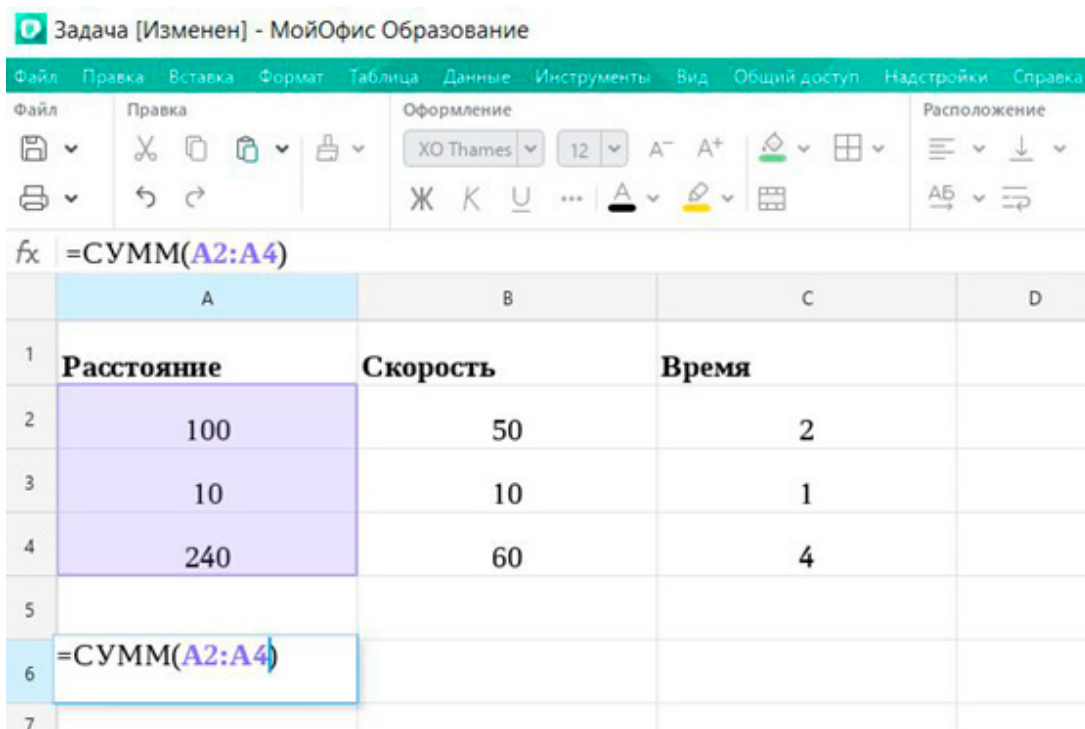 Задача [Изменен] - МойОфис Образование
Файл Правка Вставка Формат Таблица Данные Инструменты Вид Общий доступ Надстройки Справка
Файл Правка Оформление Расположение
XO Thames 12 А⁻ А⁺
Ж К Ч ... А АБ
fx =СУММ(A2:A4)
A B C D
1 Расстояние Скорость Время
2 100 50 2
3 10 10 1
4 240 60 4
5
6 =СУММ(A2:A4)
7